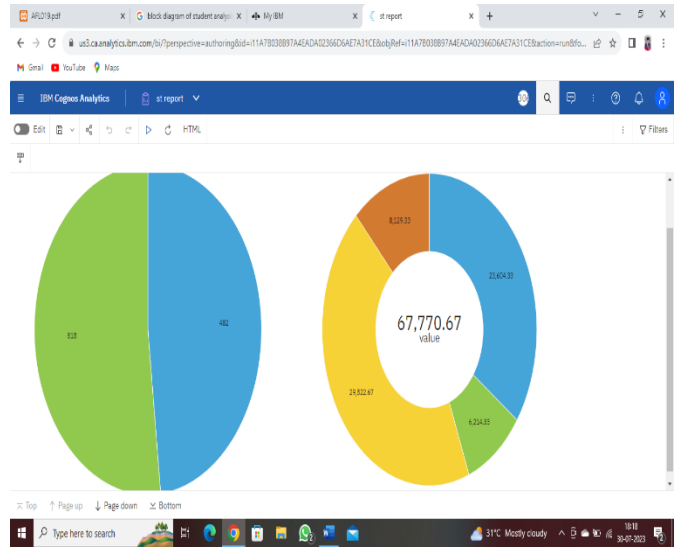 AFL019.pdf
block diagram of student analysi
My IBM
st report
us3.ca.analytics.ibm.com/bi/?perspective=authoring&id=i11A7B038B97A4EADA02366D6AE7A31CE&objRef=i11A7B038B97A4EADA02366D6AE7A31CE&action=run&fo...
Gmail YouTube Maps
IBM Cognos Analytics
st report
Edit
HTML
Filters
518
482
8,129.33
23,604.33
67,770.67
value
29,822.67
6,214.33
Top Page up Page down Bottom
Type here to search
31°C Mostly cloudy
18:18
30-07-2023